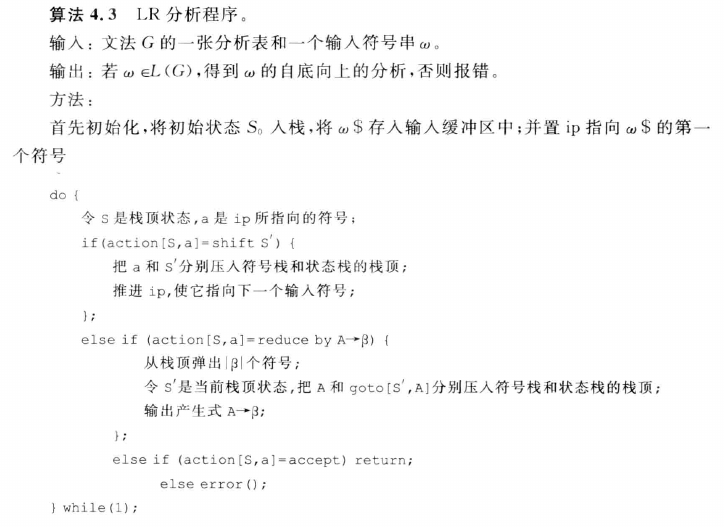 算法 4.3 LR 分析程序。
输入：文法 G 的一张分析表和一个输入符号串 ω。
输出：若 ω∈L(G),得到 ω 的自底向上的分析,否则报错。
方法：
首先初始化,将初始状态 S₀ 入栈,将 ω$ 存入输入缓冲区中;并置 ip 指向 ω$ 的第一
个符号
do {
令 S 是栈顶状态,a 是 ip 所指向的符号;
if(action[S,a]=shift S′) {
把 a 和 S′分别压入符号栈和状态栈的栈顶;
推进 ip,使它指向下一个输入符号;
};
else if (action[S,a]=reduce by A→β) {
从栈顶弹出|β|个符号;
令 S′是当前栈顶状态,把 A 和 goto[S′,A]分别压入符号栈和状态栈的栈顶;
输出产生式 A→β;
};
else if (action[S,a]=accept) return;
else error();
} while(1);